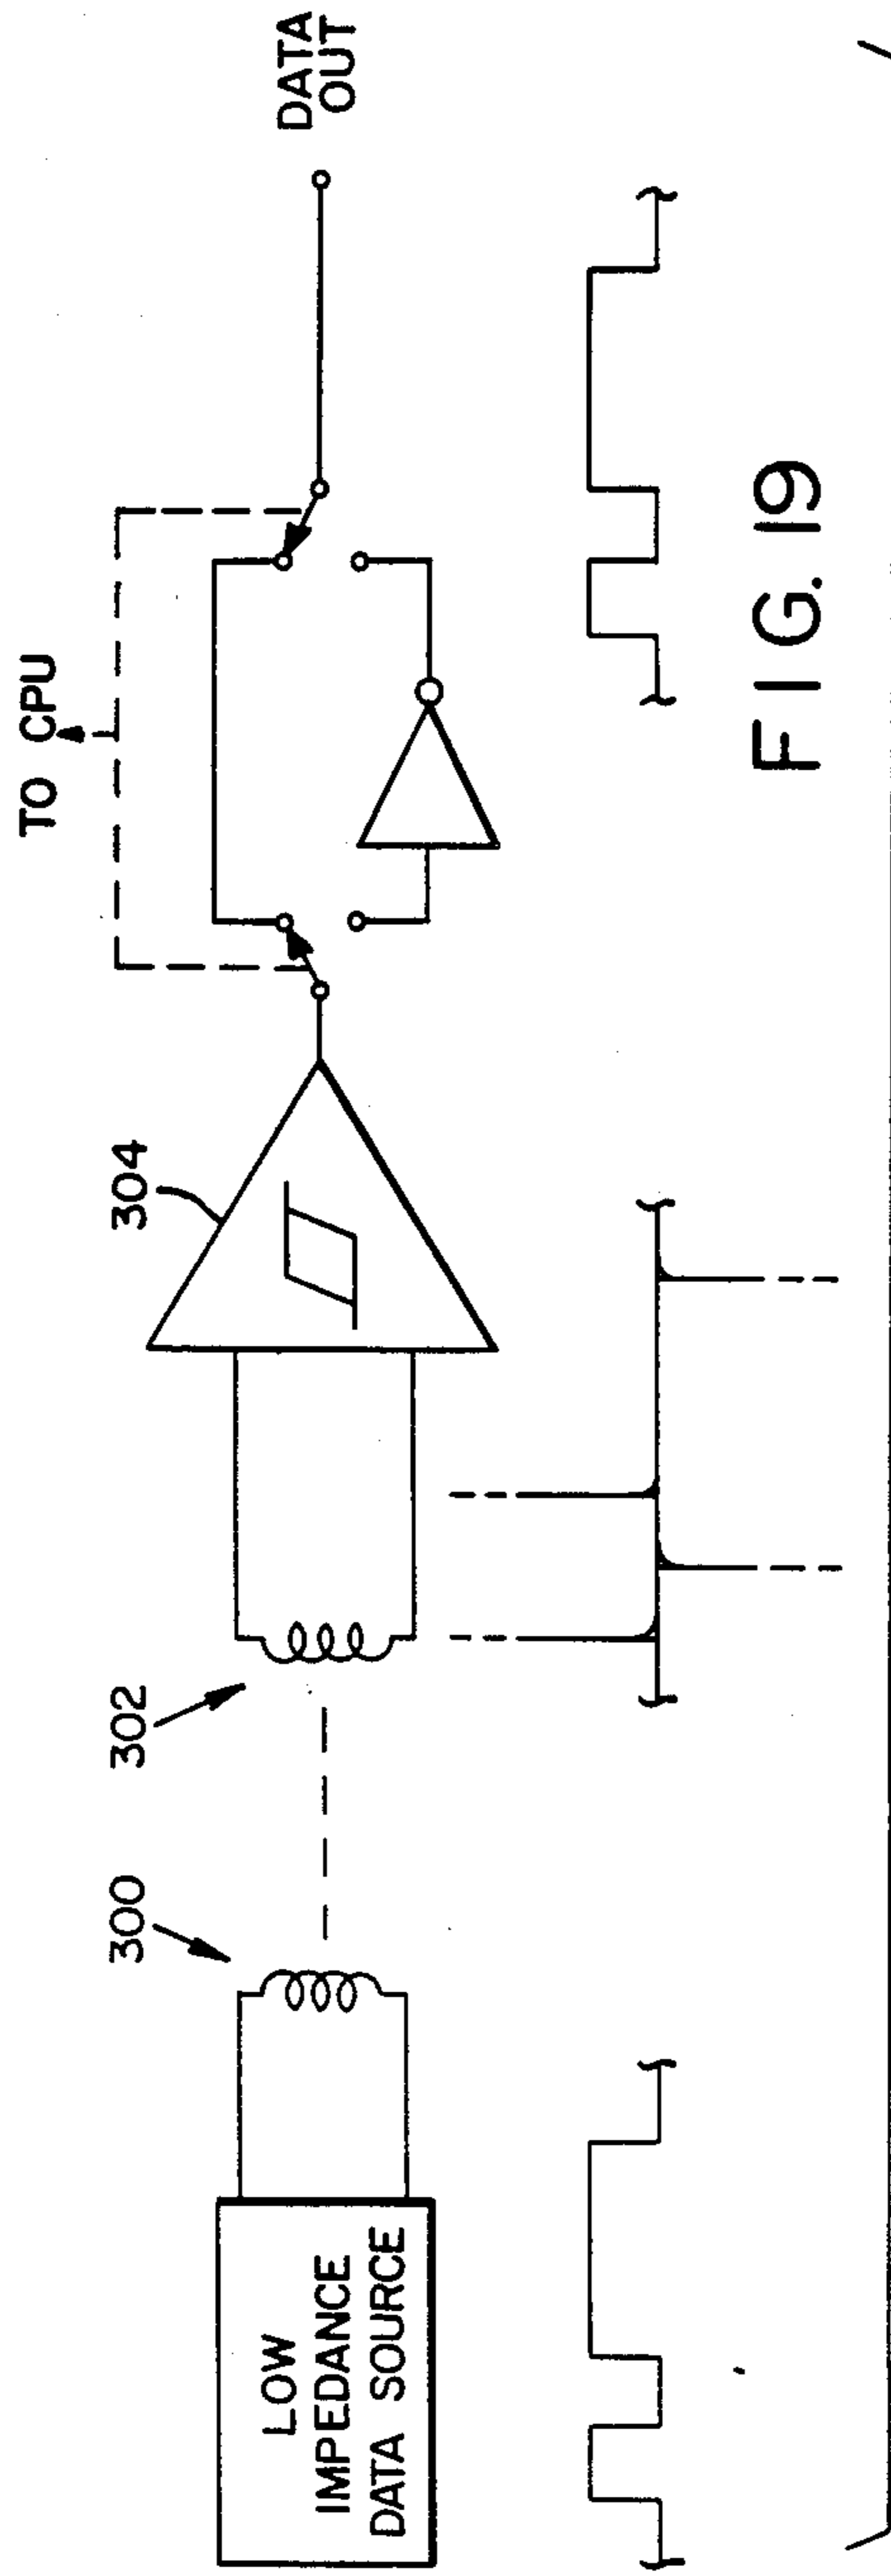 TO CPU
DATA
OUT
304
302
300
LOW
IMPEDANCE
DATA SOURCE
FIG. 19